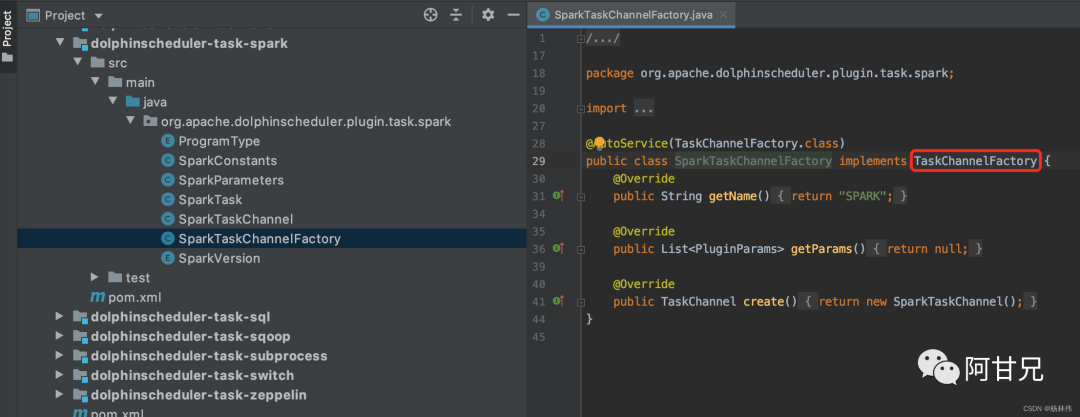 Project
Project
dolphinscheduler-task-spark
src
main
java
org.apache.dolphinscheduler.plugin.task.spark
ProgramType
SparkConstants
SparkParameters
SparkTask
SparkTaskChannel
SparkTaskChannelFactory
SparkVersion
test
pom.xml
dolphinscheduler-task-sql
dolphinscheduler-task-sqoop
dolphinscheduler-task-subprocess
dolphinscheduler-task-switch
dolphinscheduler-task-zeppelin
pom.xml
SparkTaskChannelFactory.java
1 /.../
17
18 package org.apache.dolphinscheduler.plugin.task.spark;
19
20 import ...
27
28 @AutoService(TaskChannelFactory.class)
29 public class SparkTaskChannelFactory implements TaskChannelFactory {
30 @Override
31 public String getName() { return "SPARK"; }
34
35 @Override
36 public List<PluginParams> getParams() { return null; }
39
40 @Override
41 public TaskChannel create() { return new SparkTaskChannel(); }
44 }
45
阿甘兄
CSDN @杨林伟